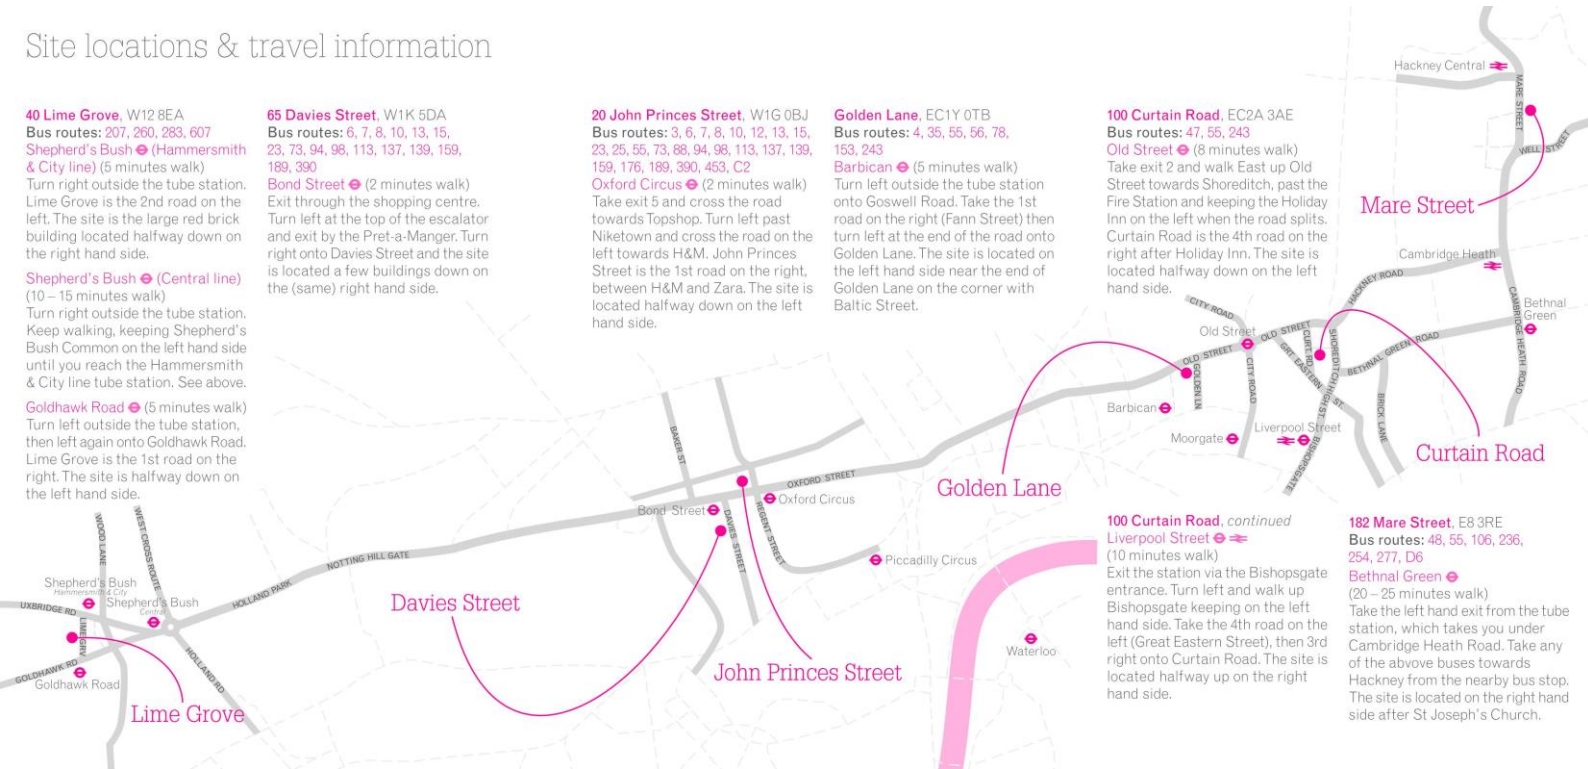 Site locations & travel information
40 Lime Grove, W12 8EA
Bus routes: 207, 260, 283, 607
Shepherd's Bush (Hammersmith
& City line) (5 minutes walk)
Turn right outside the tube station.
Lime Grove is the 2nd road on the
left. The site is the large red brick
building located halfway down on
the right hand side.
Shepherd's Bush (Central line)
(10 – 15 minutes walk)
Turn right outside the tube station.
Keep walking, keeping Shepherd's
Bush Common on the left hand side
until you reach the Hammersmith
& City line tube station. See above.
Goldhawk Road (5 minutes walk)
Turn left outside the tube station,
then left again onto Goldhawk Road.
Lime Grove is the 1st road on the
right. The site is halfway down on
the left hand side.
65 Davies Street, W1K 5DA
Bus routes: 6, 7, 8, 10, 13, 15,
23, 73, 94, 98, 113, 137, 139, 159,
189, 390
Bond Street (2 minutes walk)
Exit through the shopping centre.
Turn left at the top of the escalator
and exit by the Pret-a-Manger. Turn
right onto Davies Street and the site
is located a few buildings down on
the (same) right hand side.
20 John Princes Street, W1G 0BJ
Bus routes: 3, 6, 7, 8, 10, 12, 13, 15,
23, 25, 55, 73, 88, 94, 98, 113, 137, 139,
159, 176, 189, 390, 453, C2
Oxford Circus (2 minutes walk)
Take exit 5 and cross the road
towards Topshop. Turn left past
Niketown and cross the road on the
left towards H&M. John Princes
Street is the 1st road on the right,
between H&M and Zara. The site is
located halfway down on the left
hand side.
Golden Lane, EC1Y 0TB
Bus routes: 4, 35, 55, 56, 78,
153, 243
Barbican (5 minutes walk)
Turn left outside the tube station
onto Goswell Road. Take the 1st
road on the right (Fann Street) then
turn left at the end of the road onto
Golden Lane. The site is located on
the left hand side near the end of
Golden Lane on the corner with
Baltic Street.
100 Curtain Road, EC2A 3AE
Bus routes: 47, 55, 243
Old Street (8 minutes walk)
Take exit 2 and walk East up Old
Street towards Shoreditch, past the
Fire Station and keeping the Holiday
Inn on the left when the road splits.
Curtain Road is the 4th road on the
right after Holiday Inn. The site is
located halfway down on the left
hand side.
100 Curtain Road, continued
Liverpool Street
(10 minutes walk)
Exit the station via the Bishopsgate
entrance. Turn left and walk up
Bishopsgate keeping on the left
hand side. Take the 4th road on the
left (Great Eastern Street), then 3rd
right onto Curtain Road. The site is
located halfway up on the right
hand side.
182 Mare Street, E8 3RE
Bus routes: 48, 55, 106, 236,
254, 277, D6
Bethnal Green
(20 – 25 minutes walk)
Take the left hand exit from the tube
station, which takes you under
Cambridge Heath Road. Take any
of the abvove buses towards
Hackney from the nearby bus stop.
The site is located on the right hand
side after St Joseph's Church.
Hackney Central
MARE STREET
WELL STREET
Mare Street
Cambridge Heath
HACKNEY ROAD
CAMBRIDGE HEATH ROAD
Bethnal
Green
CITY ROAD
Old Street
OLD STREET
OLD STREET
CURT. RD
GRT EASTERN ST.
SHOREDITCH HIGH ST.
BETHNAL GREEN ROAD
BRICK LANE
GOLDEN LN
CITY ROAD
Barbican
Moorgate
Liverpool Street
BISHOPSGATE
Curtain Road
Golden Lane
BAKER ST
OXFORD STREET
Bond Street
Oxford Circus
DAVIES STREET
REGENT STREET
Piccadilly Circus
Davies Street
John Princes Street
Waterloo
NOTTING HILL GATE
HOLLAND PARK
WOOD LANE
WEST CROSS ROUTE
Shepherd's Bush
Hammersmith & City
Shepherd's Bush
Central
UXBRIDGE RD
LIME GRV
GOLDHAWK RD
Goldhawk Road
HOLLAND RD
Lime Grove